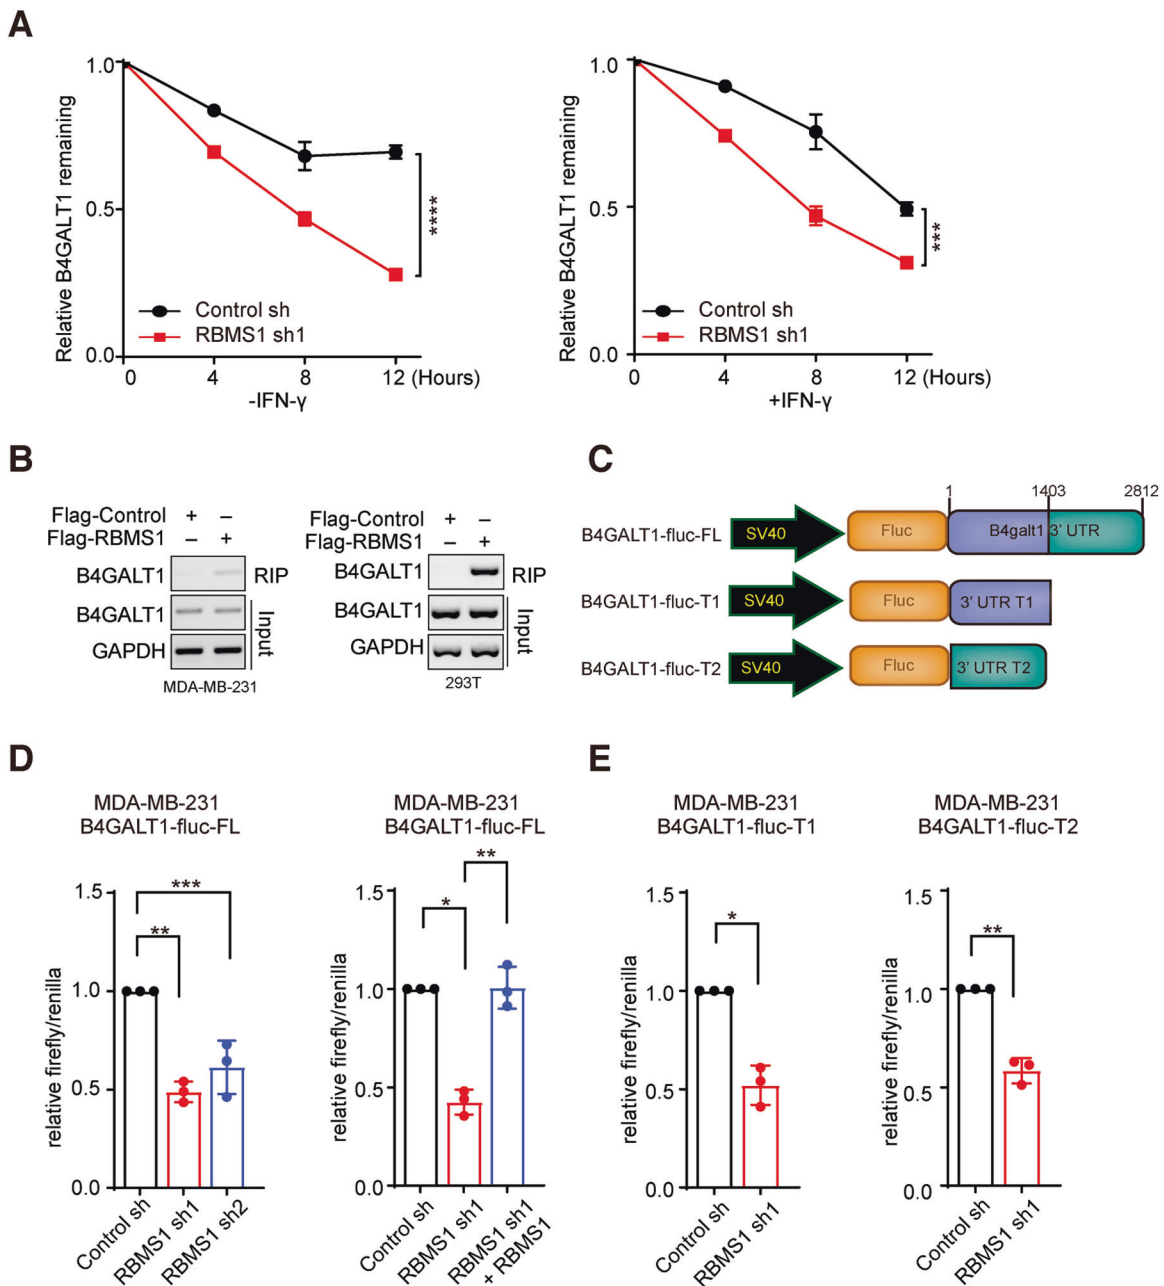 A
Relative B4GALT1 remaining
1.0
0.5
0.0
0 4 8 12 (Hours)
-IFN-γ
Control sh
RBMS1 sh1
****
Relative B4GALT1 remaining
1.0
0.5
0.0
0 4 8 12 (Hours)
+IFN-γ
Control sh
RBMS1 sh1
***
B
Flag-Control + –
Flag-RBMS1 – +
B4GALT1 RIP
B4GALT1
GAPDH
Input
MDA-MB-231
Flag-Control + –
Flag-RBMS1 – +
B4GALT1 RIP
B4GALT1
GAPDH
Input
293T
C
1 1403 2812
B4GALT1-fluc-FL SV40 Fluc B4galt1 3' UTR
B4GALT1-fluc-T1 SV40 Fluc 3' UTR T1
B4GALT1-fluc-T2 SV40 Fluc 3' UTR T2
D
MDA-MB-231
B4GALT1-fluc-FL
relative firefly/renilla
1.5
1.0
0.5
0.0
***
**
Control sh
RBMS1 sh1
RBMS1 sh2
MDA-MB-231
B4GALT1-fluc-FL
relative firefly/renilla
1.5
1.0
0.5
0.0
**
*
Control sh
RBMS1 sh1
RBMS1 sh1
+ RBMS1
E
MDA-MB-231
B4GALT1-fluc-T1
relative firefly/renilla
1.5
1.0
0.5
0.0
*
Control sh
RBMS1 sh1
MDA-MB-231
B4GALT1-fluc-T2
relative firefly/renilla
1.5
1.0
0.5
0.0
**
Control sh
RBMS1 sh1